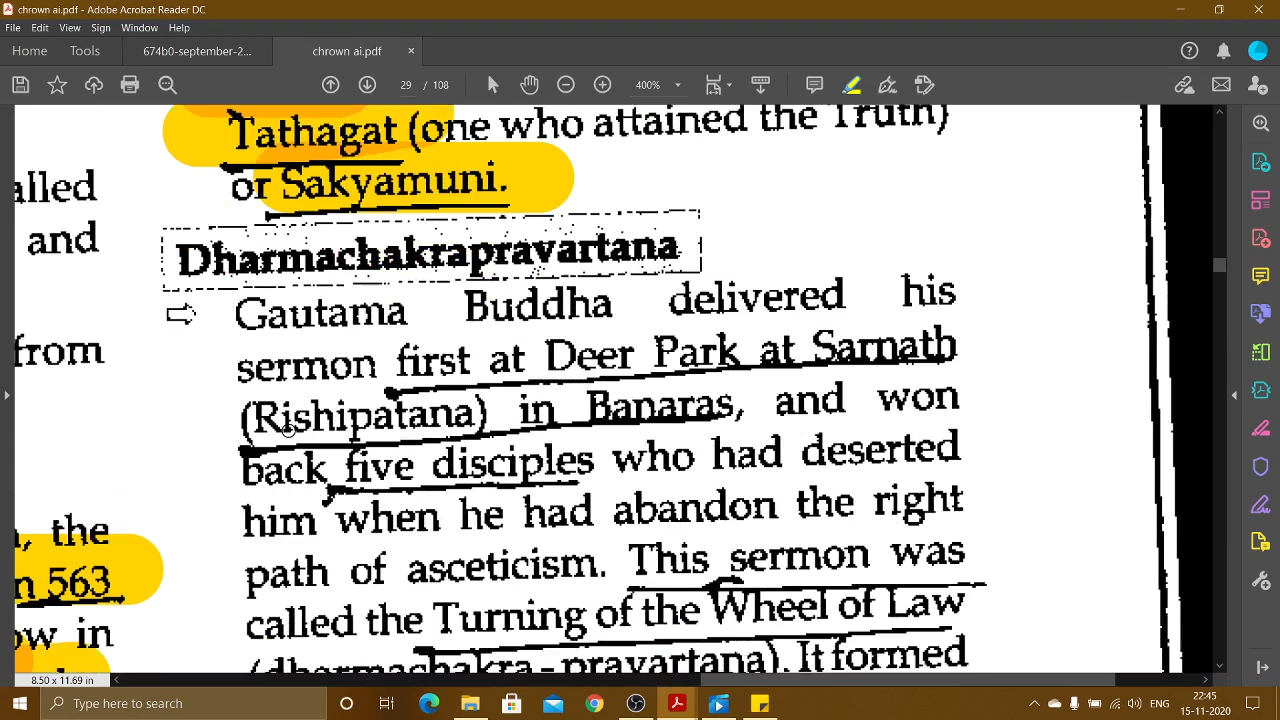 chrown ai.pdf - Adobe Acrobat Reader DC
File Edit View Sign Window Help
Home Tools 674b0-september-2... chrown ai.pdf ×
29 / 108 400%
Tathagat (one who attained the Truth)
or Sakyamuni.
alled
and
from
, the
n 563
ow in
Dharmachakrapravartana
⇨ Gautama Buddha delivered his
sermon first at Deer Park at Sarnath
(Rishipatana) in Banaras, and won
back five disciples who had deserted
him when he had abandon the right
path of asceticism. This sermon was
called the Turning of the Wheel of Law
(dharmachakra-pravartana). It formed
8.50 x 11.69 in
Type here to search
ENG
22:45
15-11-2020